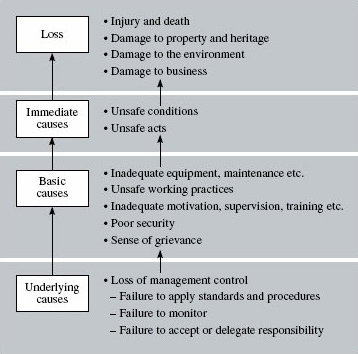 Loss
• Injury and death
• Damage to property and heritage
• Damage to the environment
• Damage to business
Immediate
causes
• Unsafe conditions
• Unsafe acts
Basic
causes
• Inadequate equipment, maintenance etc.
• Unsafe working practices
• Inadequate motivation, supervision, training etc.
• Poor security
• Sense of grievance
Underlying
causes
• Loss of management control
– Failure to apply standards and procedures
– Failure to monitor
– Failure to accept or delegate responsibility